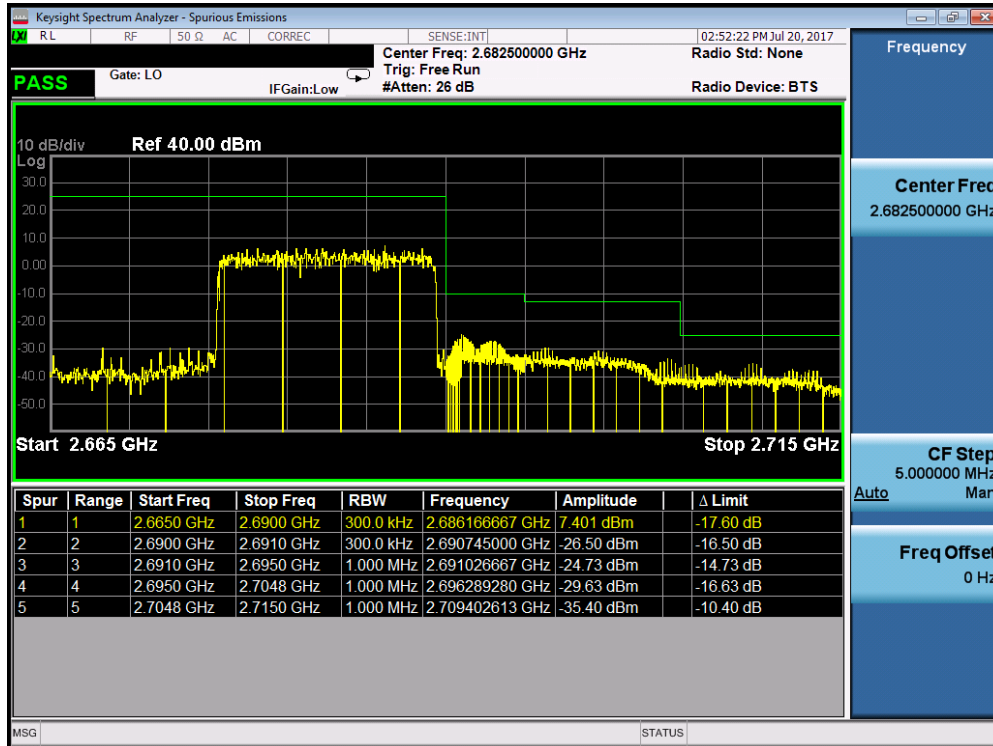 Keysight Spectrum Analyzer - Spurious Emissions
LXI RL RF 50 Ω AC CORREC SENSE:INT 02:52:22 PM Jul 20, 2017
Center Freq: 2.682500000 GHz Radio Std: None
PASS Gate: LO Trig: Free Run
IFGain:Low #Atten: 26 dB Radio Device: BTS
10 dB/div Ref 40.00 dBm
Log
30.0
20.0
10.0
0.00
-10.0
-20.0
-30.0
-40.0
-50.0
Start 2.665 GHz Stop 2.715 GHz
Spur Range Start Freq Stop Freq RBW Frequency Amplitude Δ Limit
1 1 2.6650 GHz 2.6900 GHz 300.0 kHz 2.686166667 GHz 7.401 dBm -17.60 dB
2 2 2.6900 GHz 2.6910 GHz 300.0 kHz 2.690745000 GHz -26.50 dBm -16.50 dB
3 3 2.6910 GHz 2.6950 GHz 1.000 MHz 2.691026667 GHz -24.73 dBm -14.73 dB
4 4 2.6950 GHz 2.7048 GHz 1.000 MHz 2.696289280 GHz -29.63 dBm -16.63 dB
5 5 2.7048 GHz 2.7150 GHz 1.000 MHz 2.709402613 GHz -35.40 dBm -10.40 dB
MSG STATUS
Frequency
Center Freq
2.682500000 GHz
CF Step
5.000000 MHz
Auto Man
Freq Offset
0 Hz